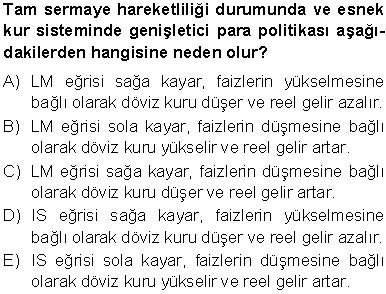 Tam sermaye hareketliliği durumunda ve esnek
kur sisteminde genişletici para politikası aşağı-
dakilerden hangisine neden olur?
A) LM eğrisi sağa kayar, faizlerin yükselmesine
bağlı olarak döviz kuru düşer ve reel gelir azalır.
B) LM eğrisi sola kayar, faizlerin düşmesine bağlı
olarak döviz kuru yükselir ve reel gelir artar.
C) LM eğrisi sağa kayar, faizlerin düşmesine bağlı
olarak döviz kuru düşer ve reel gelir artar.
D) IS eğrisi sağa kayar, faizlerin yükselmesine
bağlı olarak döviz kuru düşer ve reel gelir azalır.
E) IS eğrisi sola kayar, faizlerin düşmesine bağlı
olarak döviz kuru yükselir ve reel gelir artar.